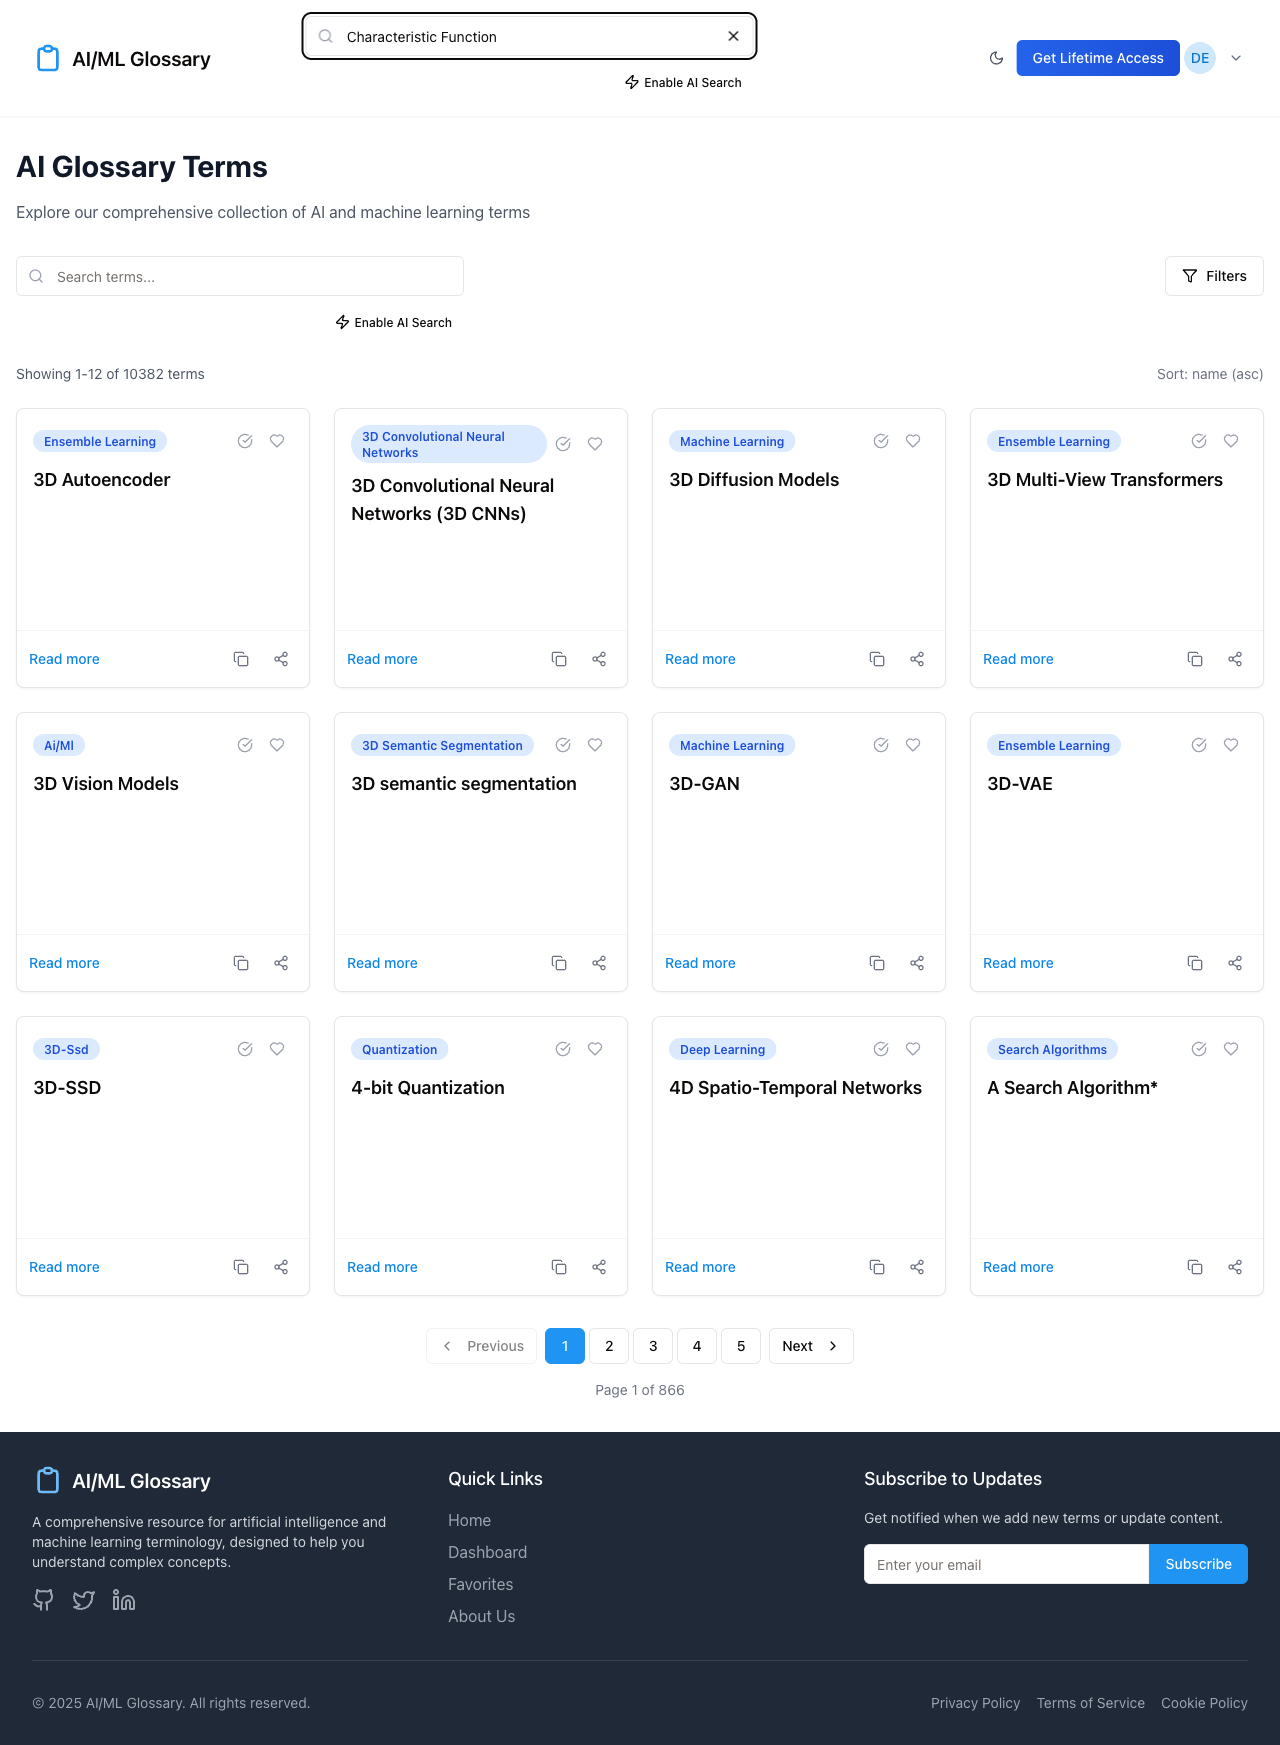 AI/ML Glossary
Characteristic Function
Enable AI Search
Get Lifetime Access
DE
AI Glossary Terms
Explore our comprehensive collection of AI and machine learning terms
Search terms...
Filters
Enable AI Search
Showing 1-12 of 10382 terms
Sort: name (asc)
Ensemble Learning
3D Autoencoder
Read more
3D Convolutional Neural
Networks
3D Convolutional Neural
Networks (3D CNNs)
Read more
Machine Learning
3D Diffusion Models
Read more
Ensemble Learning
3D Multi-View Transformers
Read more
Ai/Ml
3D Vision Models
Read more
3D Semantic Segmentation
3D semantic segmentation
Read more
Machine Learning
3D-GAN
Read more
Ensemble Learning
3D-VAE
Read more
3D-Ssd
3D-SSD
Read more
Quantization
4-bit Quantization
Read more
Deep Learning
4D Spatio-Temporal Networks
Read more
Search Algorithms
A Search Algorithm*
Read more
Previous 1 2 3 4 5 Next
Page 1 of 866
AI/ML Glossary
A comprehensive resource for artificial intelligence and
machine learning terminology, designed to help you
understand complex concepts.
Quick Links
Home
Dashboard
Favorites
About Us
Subscribe to Updates
Get notified when we add new terms or update content.
Enter your email
Subscribe
© 2025 AI/ML Glossary. All rights reserved.
Privacy Policy Terms of Service Cookie Policy